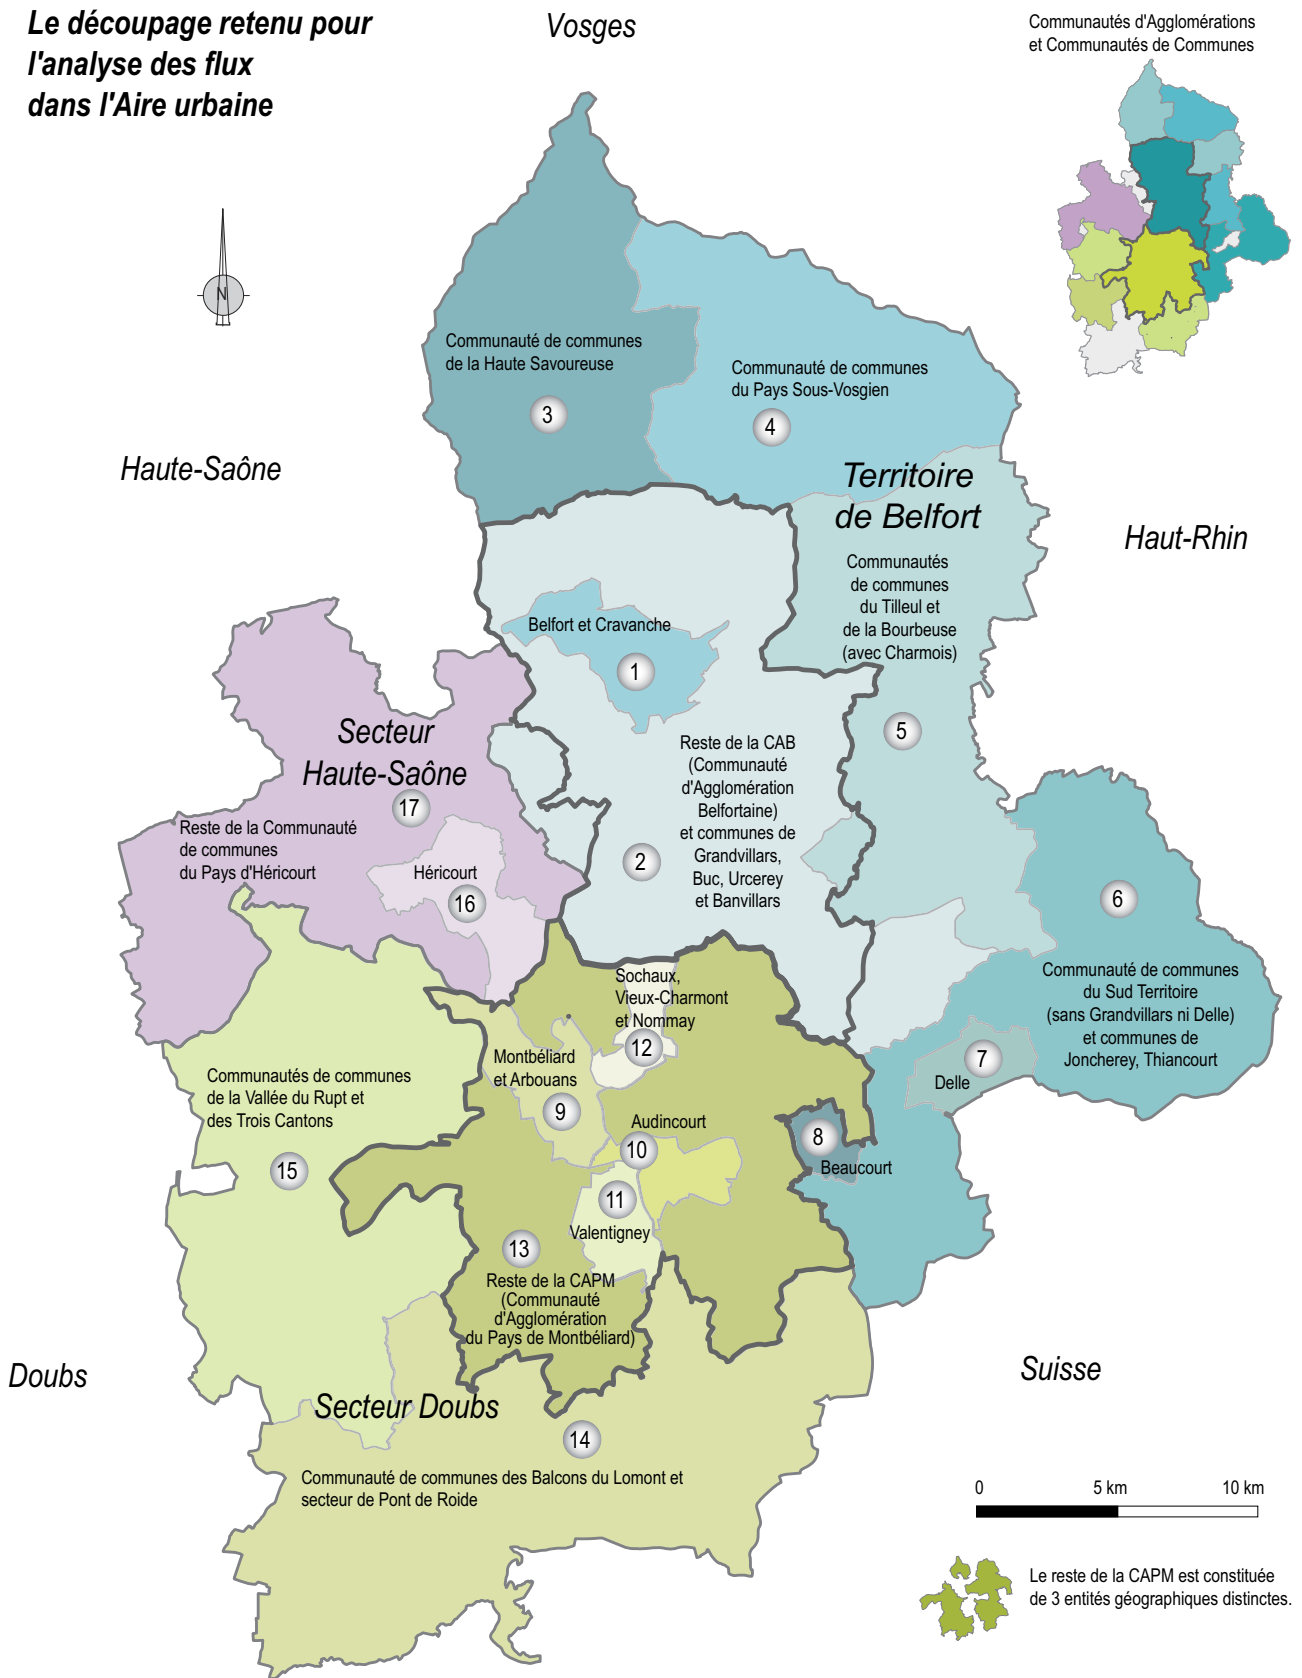 Le découpage retenu pour
l'analyse des flux
dans l'Aire urbaine
Vosges
Communautés d'Agglomérations
et Communautés de Communes
N
Communauté de communes
de la Haute Savoureuse
3
Communauté de communes
du Pays Sous-Vosgien
4
Haute-Saône
Territoire
de Belfort
Haut-Rhin
Communautés
de communes
du Tilleul et
de la Bourbeuse
(avec Charmois)
5
Belfort et Cravanche
1
Secteur
Haute-Saône
17
Reste de la Communauté
de communes
du Pays d'Héricourt
Héricourt
16
Reste de la CAB
(Communauté
d'Agglomération
Belfortaine)
et communes de
Grandvillars,
Buc, Urcerey
et Banvillars
2
6
Communauté de communes
du Sud Territoire
(sans Grandvillars ni Delle)
et communes de
Joncherey, Thiancourt
7
Delle
Sochaux,
Vieux-Charmont
et Nommay
12
Montbéliard
et Arbouans
9
Communautés de communes
de la Vallée du Rupt et
des Trois Cantons
15
Audincourt
10
8
Beaucourt
11
Valentigney
13
Reste de la CAPM
(Communauté
d'Agglomération
du Pays de Montbéliard)
Doubs
Suisse
Secteur Doubs
14
Communauté de communes des Balcons du Lomont et
secteur de Pont de Roide
0 5 km 10 km
Le reste de la CAPM est constituée
de 3 entités géographiques distinctes.